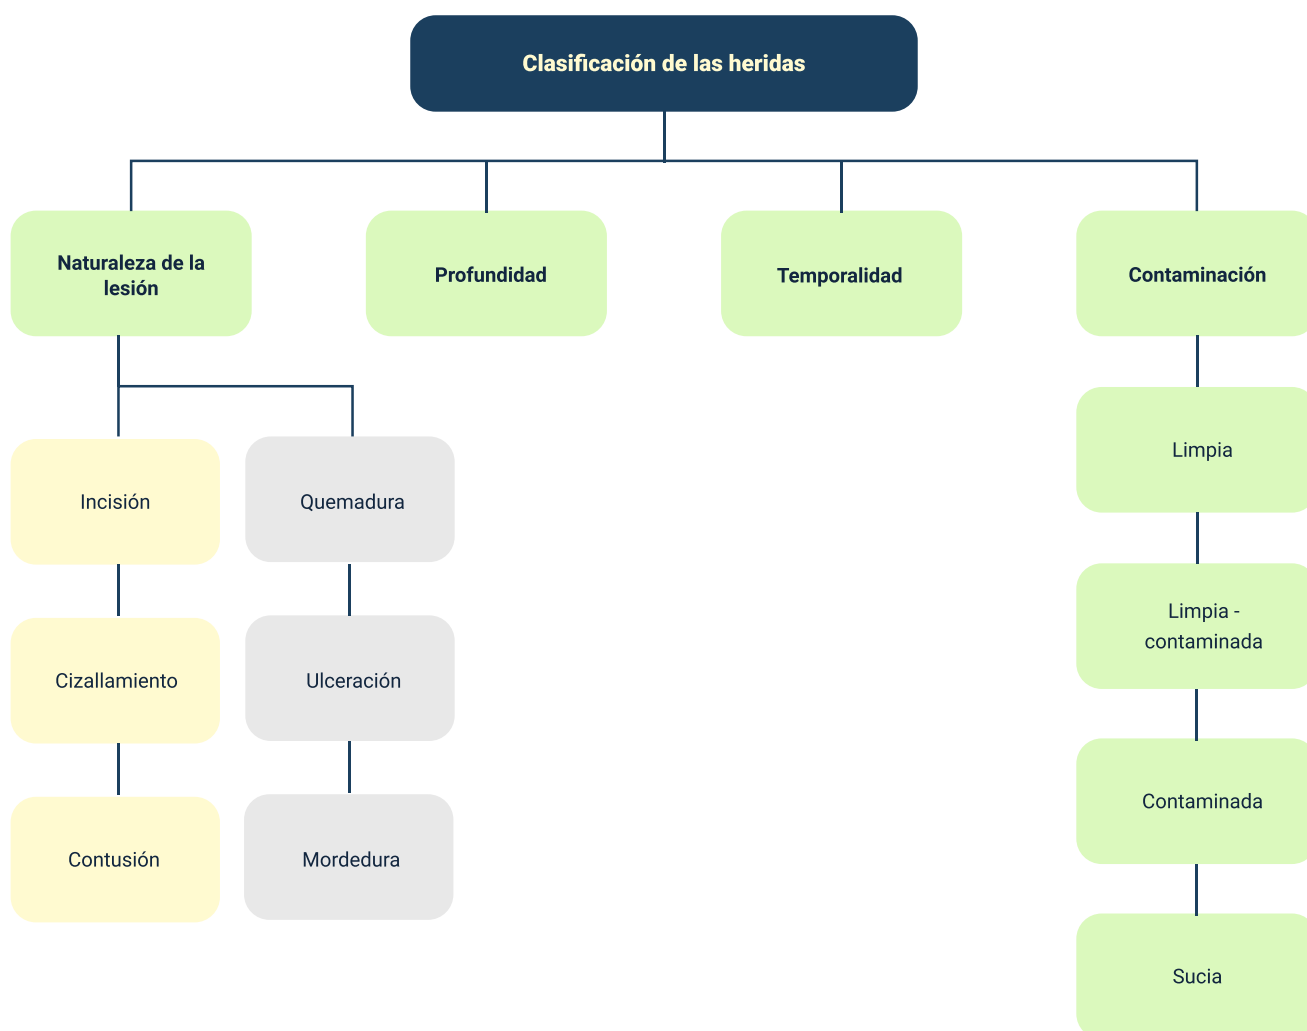 Clasificación de las heridas
Naturaleza de la
lesión
Profundidad
Temporalidad
Contaminación
Incisión
Cizallamiento
Contusión
Quemadura
Ulceración
Mordedura
Limpia
Limpia -
contaminada
Contaminada
Sucia